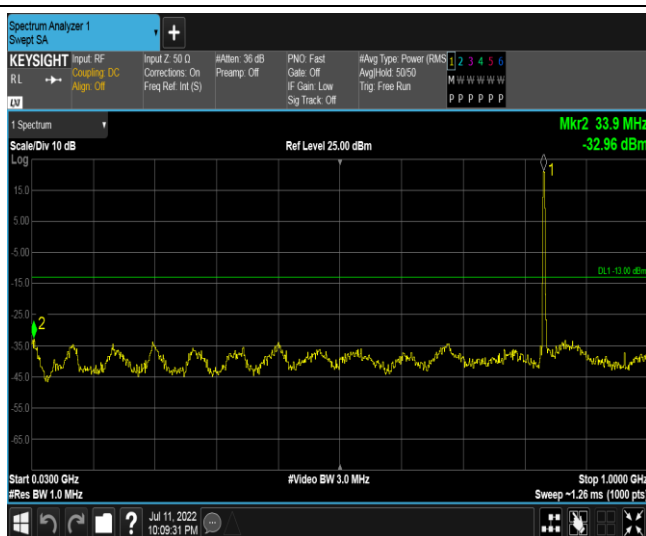 Spectrum Analyzer 1
Swept SA
+
KEYSIGHT
RL
LXI
Input: RF
Coupling: DC
Align: Off
Input Z: 50 Ω
Corrections: On
Freq Ref: Int (S)
#Atten: 36 dB
Preamp: Off
PNO: Fast
Gate: Off
IF Gain: Low
Sig Track: Off
#Avg Type: Power (RMS
Avg|Hold: 50/50
Trig: Free Run
1 2 3 4 5 6
M W W W W W
P P P P P P
1 Spectrum
Mkr2 33.9 MHz
-32.96 dBm
Scale/Div 10 dB
Ref Level 25.00 dBm
Log
1
15.0
5.00
-5.00
DL1 -13.00 dBm
-15.0
-25.0
2
-35.0
-45.0
-55.0
-65.0
Start 0.0300 GHz
#Video BW 3.0 MHz
Stop 1.0000 GHz
#Res BW 1.0 MHz
Sweep ~1.26 ms (1000 pts)
?
Jul 11, 2022
10:09:31 PM